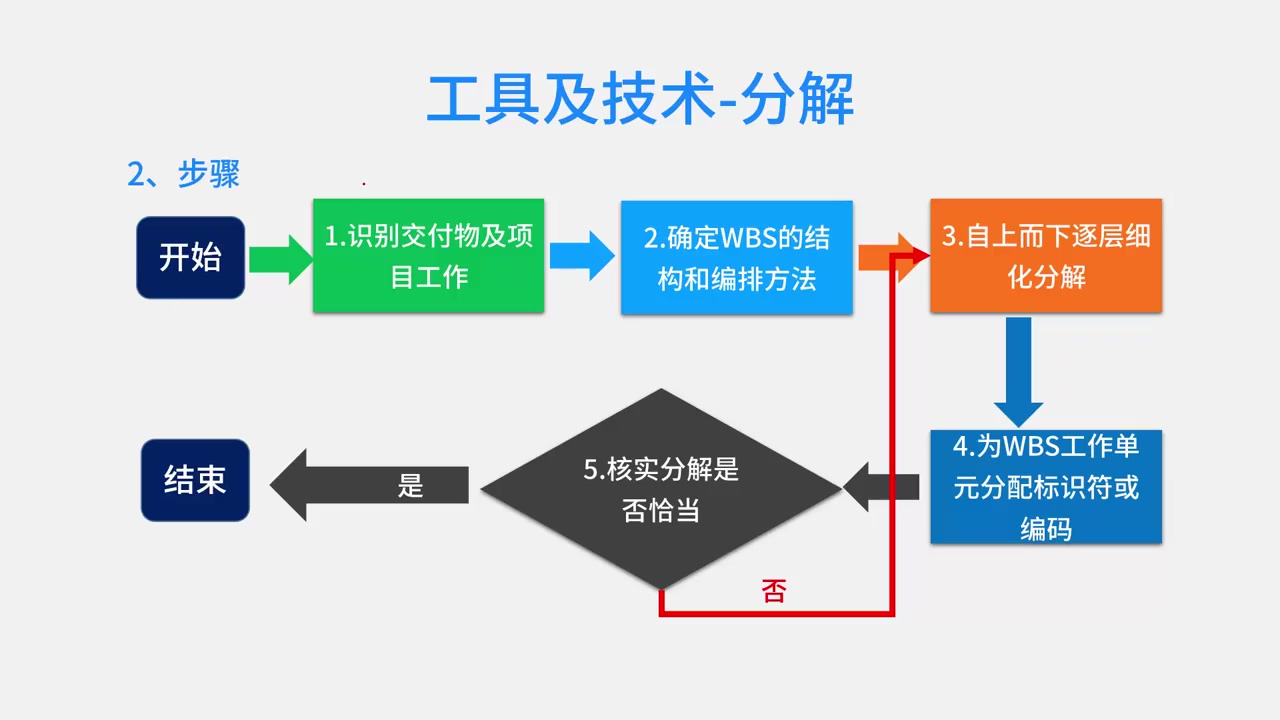 工具及技术-分解
2、步骤
开始
1.识别交付物及项
目工作
2.确定WBS的结
构和编排方法
3.自上而下逐层细
化分解
4.为WBS工作单
元分配标识符或
编码
5.核实分解是
否恰当
是
结束
否